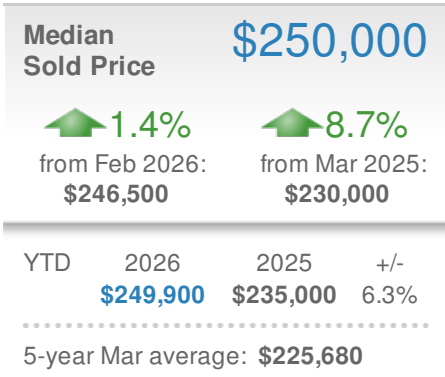 Median $250,000
Sold Price
1.4% 8.7%
from Feb 2026: from Mar 2025:
$246,500 $230,000
YTD 2026 2025 +/-
$249,900 $235,000 6.3%
5-year Mar average: $225,680